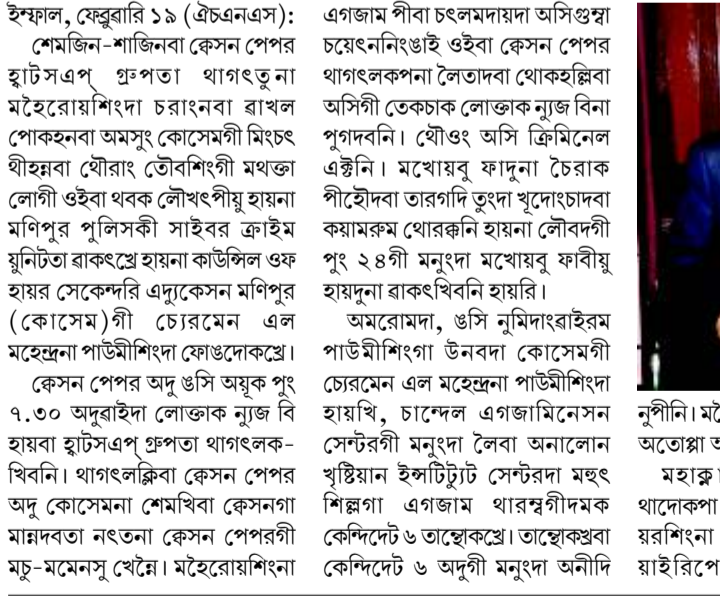 ইম্ফাল, ফেব্রুৱারি ১৯ (ঐচএনএস):
শেমজিন-শাজিনবা ক্বেসন পেপর
হ্বাটসএপ্ গ্রুপতা থাগৎতুনা
মহৈরোয়শিংদা চরাংনবা ৱাখল
পোকহনবা অমসুং কোসেমগী মিংচৎ
থীহন্নবা থৌরাং তৌবশিংগী মথক্তা
লোগী ওইবা থবক লৌখৎপীয়ু হায়না
মণিপুর পুলিসকী সাইবর ক্রাইম
য়ুনিটতা ৱাকৎখ্রে হায়না কাউন্সিল ওফ
হায়র সেকেন্দরি এদ্যুকেসন মণিপুর
(কোসেম)গী চ্যেরমেন এল
মহেন্দ্রনা পাউমীশিংদা ফোঙদোকখ্রে।
ক্বেসন পেপর অদু ঙসি অয়ূক পুং
৭.৩০ অদুৱাইদা লোক্তাক ন্যুজ বি
হায়বা হ্বাটসএপ্ গ্রুপতা থাগৎলক-
খিবনি। থাগৎলক্লিবা ক্বেসন পেপর
অদু কোসেমনা শেমখিবা ক্বেসনগা
মান্নদবতা নৎতনা ক্বেসন পেপরগী
মচু-মমেনসু খেন্নৈ। মহৈরোয়শিংনা
এগজাম পীবা চৎলমদায়দা অসিগুম্বা
চয়েৎননিংঙাই ওইবা ক্বেসন পেপর
থাগৎলকপনা লৈতাদবা থোকহল্লিবা
অসিগী তেকচাক লোক্তাক ন্যুজ বিনা
পুগদবনি। থৌওং অসি ক্রিমিনেল
এক্টনি। মখোয়বু ফাদুনা চৈরাক
পীহৌদবা তারগদি তুংদা খূদোংচাদবা
কয়ামরুম থোরক্কনি হায়না লৌবদগী
পুং ২৪গী মনুংদা মখোয়বু ফাবীয়ু
হায়দুনা ৱাকৎখিবনি হায়রি।
অমরোমদা, ঙসি নুমিদাংৱাইরম
পাউমীশিংগা উনবদা কোসেমগী
চ্যেরমেন এল মহেন্দ্রনা পাউমীশিংদা
হায়খি, চান্দেল এগজামিনেসন
সেন্টরগী মনুংদা লৈবা অনালোন
খৃষ্টিয়ান ইন্সটিট্যুট সেন্টরদা মহুৎ
শিল্লগা এগজাম থারম্বগীদমক
কেন্দিদেট ৬ তান্থোকখ্রে। তান্থোকখ্রবা
কেন্দিদেট ৬ অদুগী মনুংদা অনীদি
নুপীনি।
অতোপ্পা
থাদোকপা
য়রশিংনা